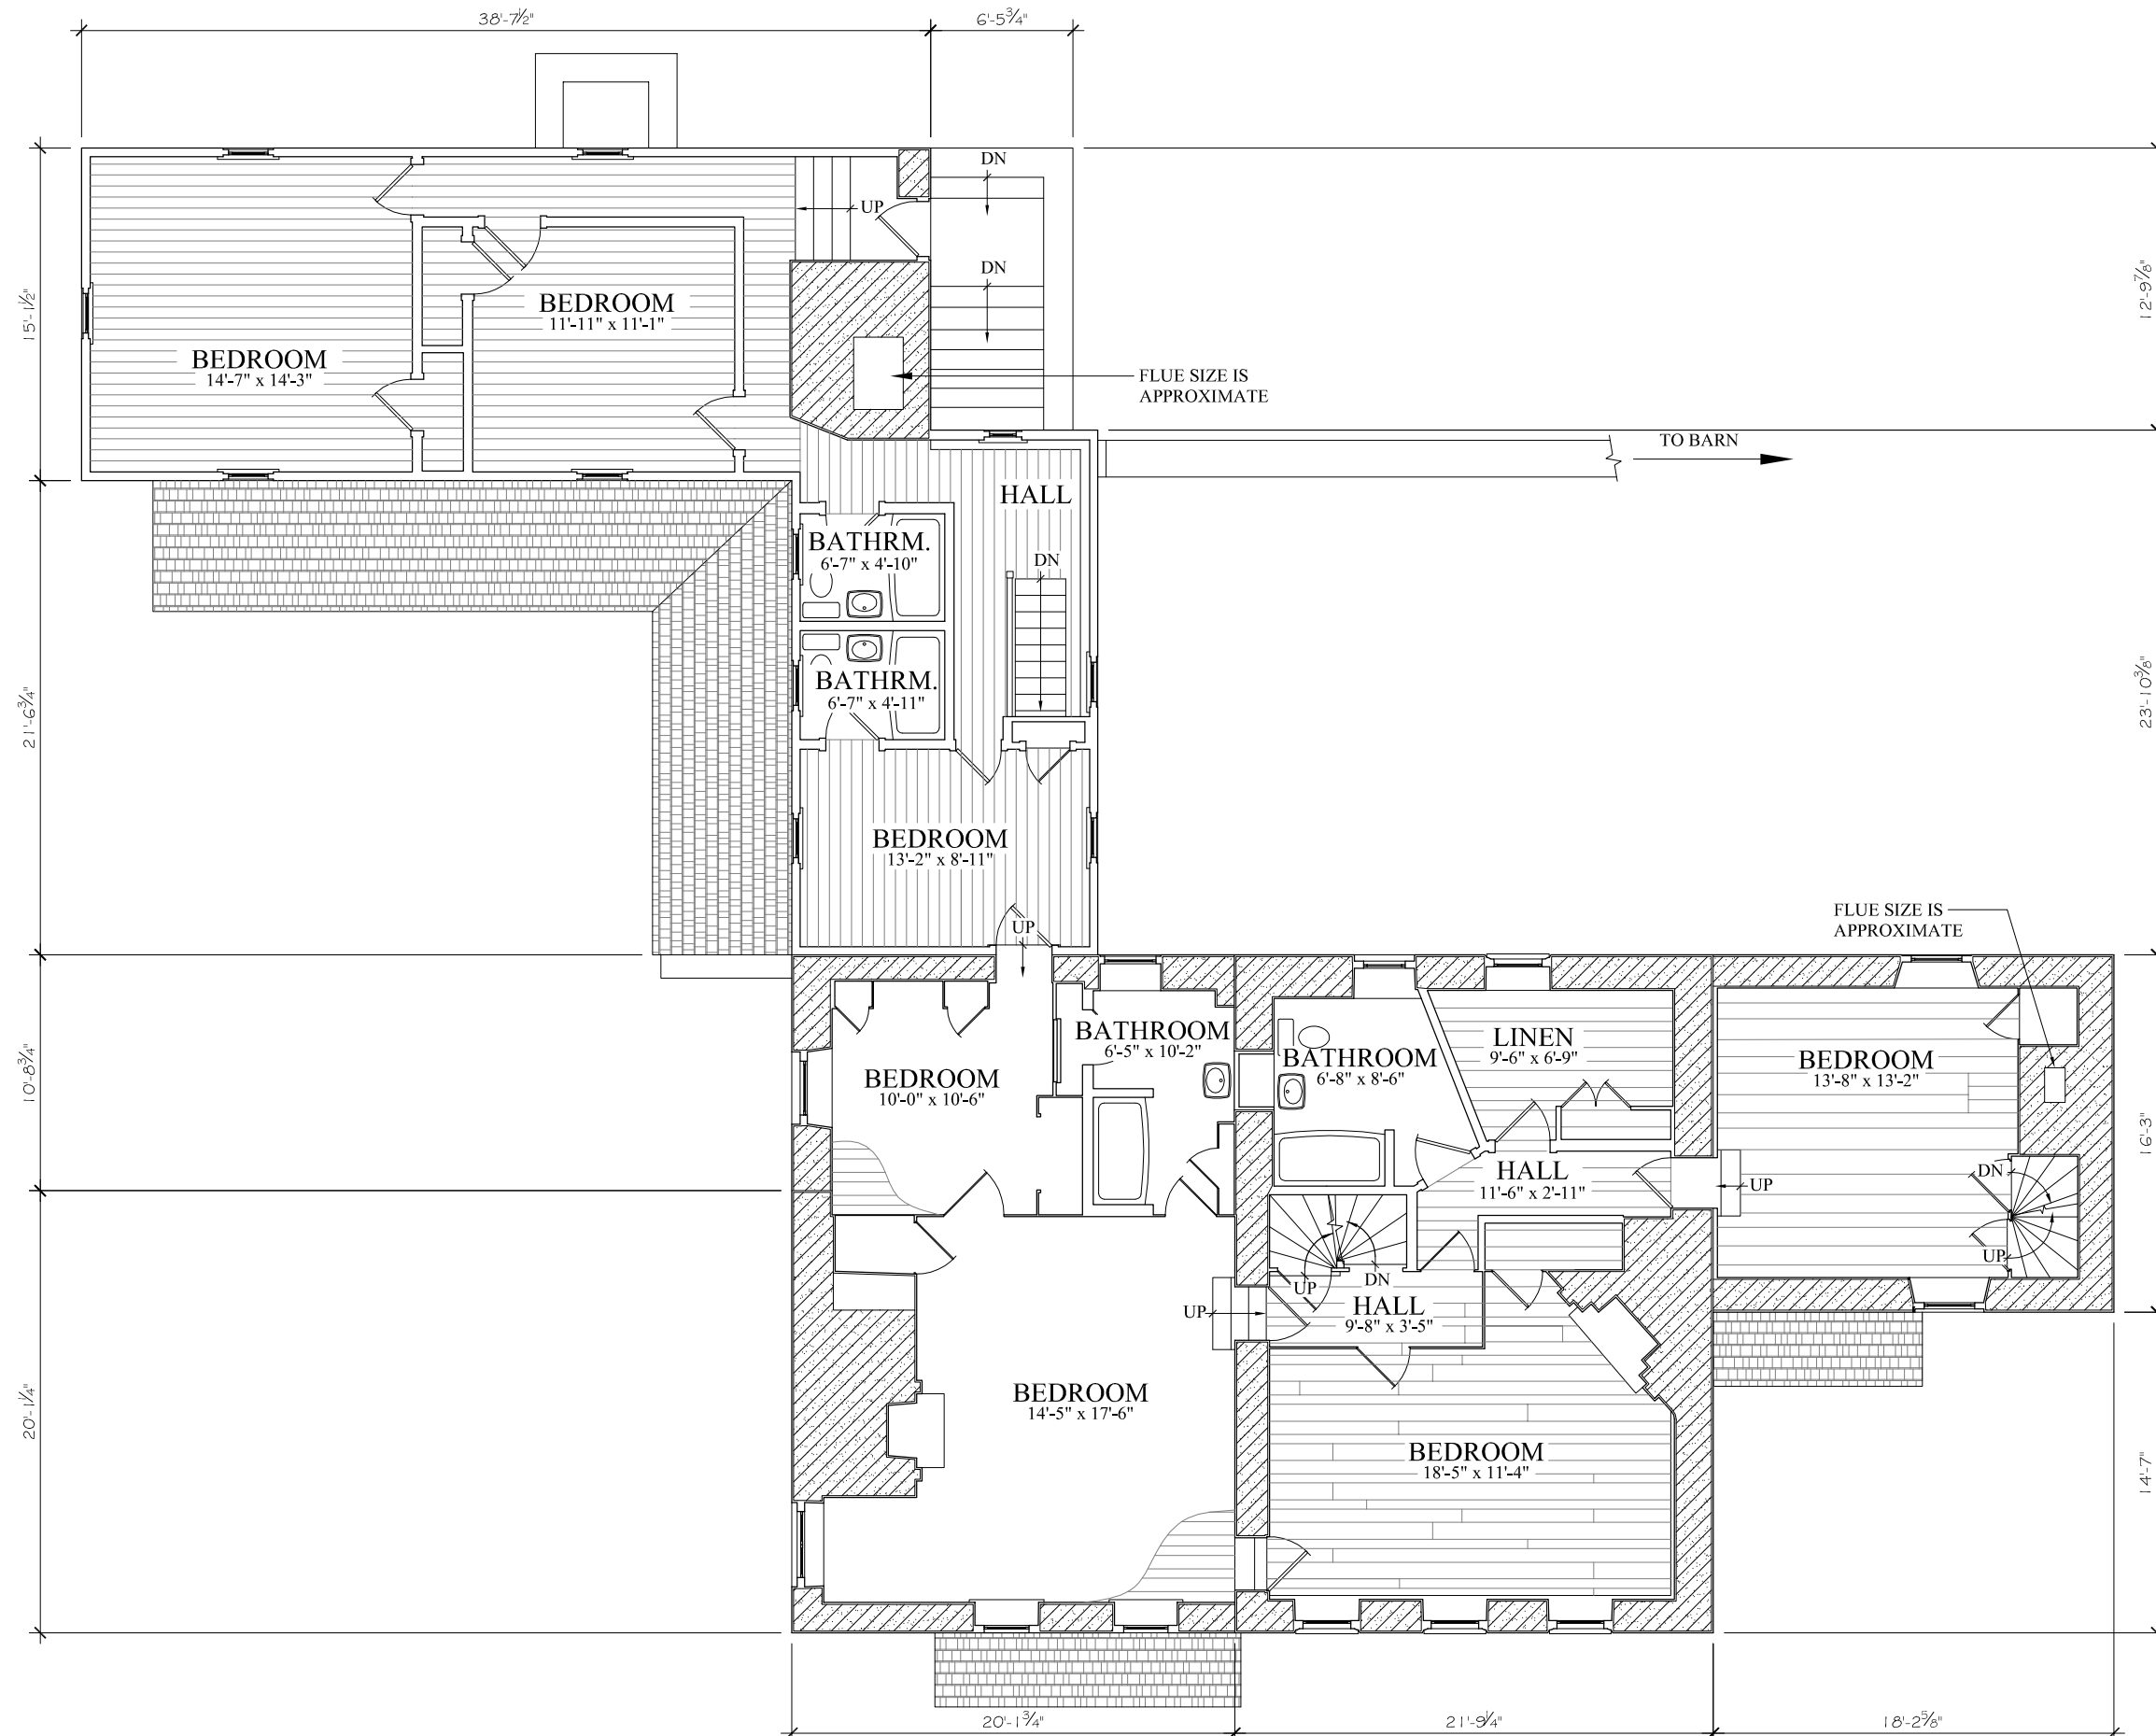 38'-7½"
6'-5¾"
DN
UP
DN
15'-1½"
12'-9⅞"
BEDROOM
11'-11" x 11'-1"
BEDROOM
14'-7" x 14'-3"
FLUE SIZE IS
APPROXIMATE
TO BARN
HALL
BATHRM.
6'-7" x 4'-10"
DN
BATHRM.
6'-7" x 4'-11"
21'-6¾"
23'-10⅜"
BEDROOM
13'-2" x 8'-11"
UP
FLUE SIZE IS
APPROXIMATE
BATHROOM
6'-5" x 10'-2"
LINEN
9'-6" x 6'-9"
BATHROOM
6'-8" x 8'-6"
BEDROOM
13'-8" x 13'-2"
BEDROOM
10'-0" x 10'-6"
10'-8¾"
16'-3"
HALL
11'-6" x 2'-11"
UP
DN
UP
UP
DN
UP
HALL
9'-8" x 3'-5"
BEDROOM
14'-5" x 17'-6"
20'-1¼"
BEDROOM
18'-5" x 11'-4"
14'-7"
20'-1¾"
21'-9¼"
18'-2⅝"